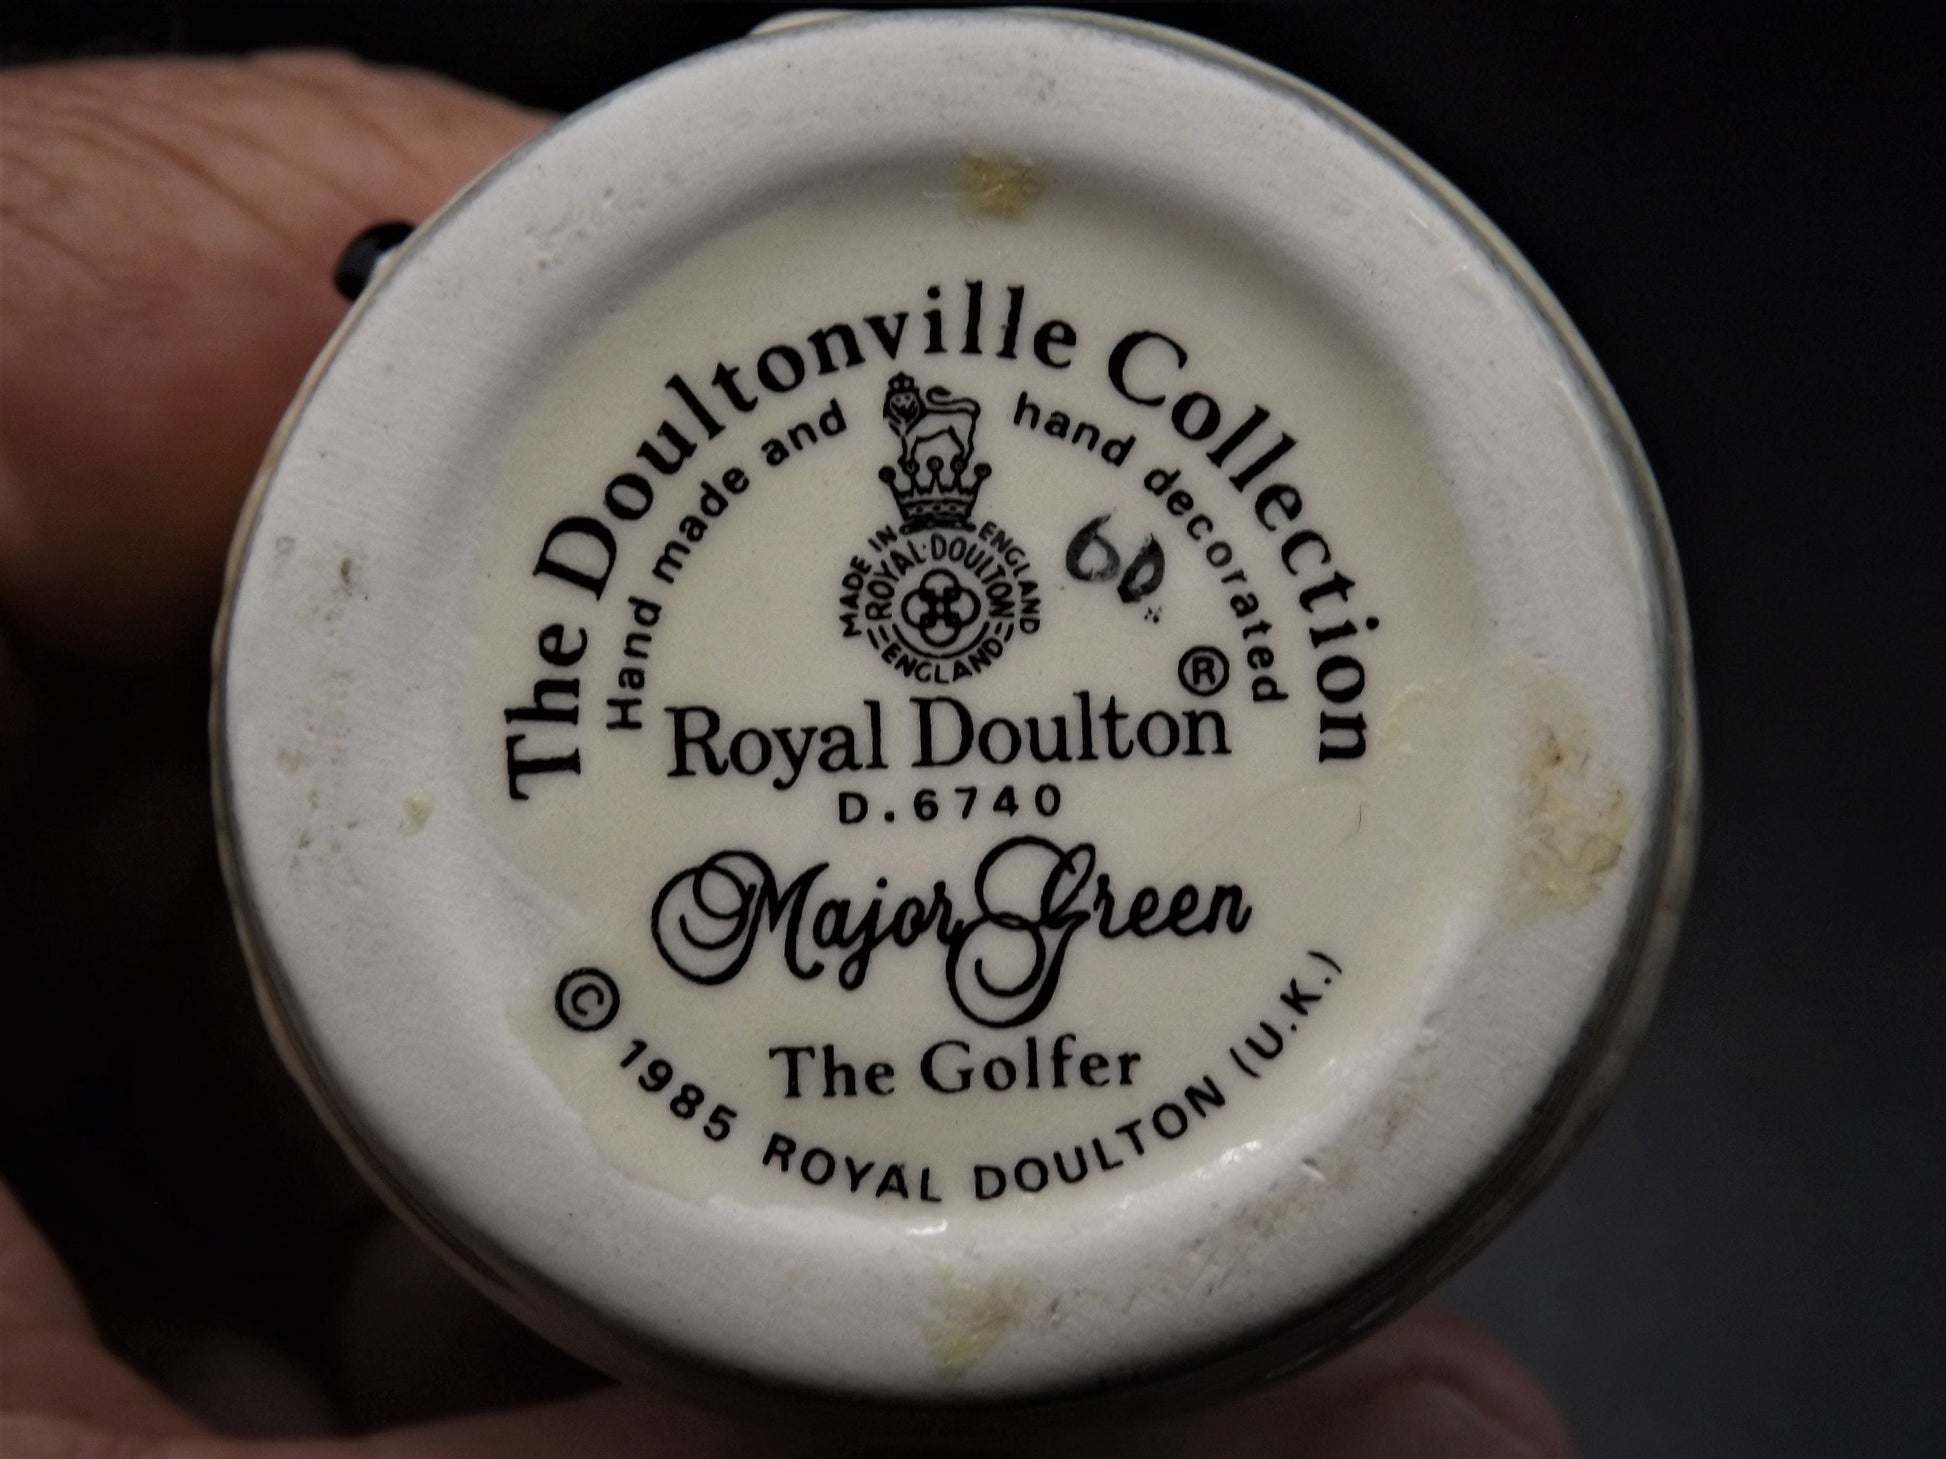 The Doultonville Collection
Hand made and hand decorated
MADE IN ENGLAND
ROYAL·DOULTON
ENGLAND
60
Royal Doulton®
D.6740
Major Green
The Golfer
© 1985 ROYAL DOULTON (U.K.)